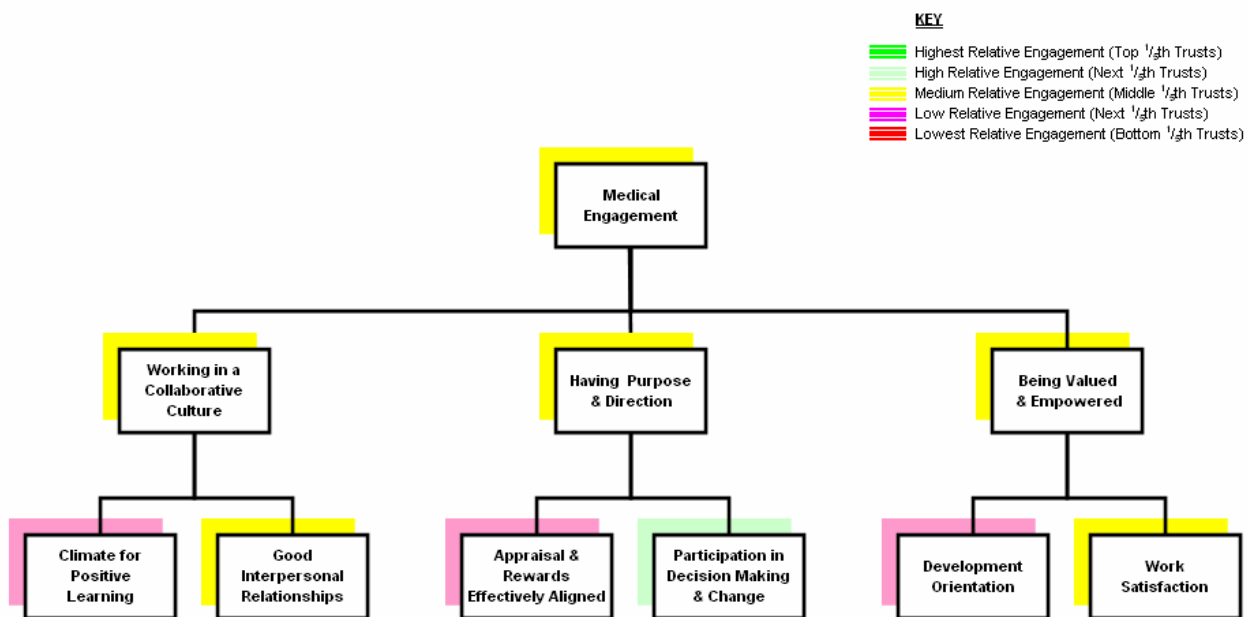 KEY
Highest Relative Engagement (Top 1/5th Trusts)
High Relative Engagement (Next 1/5th Trusts)
Medium Relative Engagement (Middle 1/5th Trusts)
Low Relative Engagement (Next 1/5th Trusts)
Lowest Relative Engagement (Bottom 1/5th Trusts)
Medical
Engagement
Working in a
Collaborative
Culture
Having Purpose
& Direction
Being Valued
& Empowered
Climate for
Positive
Learning
Good
Interpersonal
Relationships
Appraisal &
Rewards
Effectively Aligned
Participation in
Decision Making
& Change
Development
Orientation
Work
Satisfaction